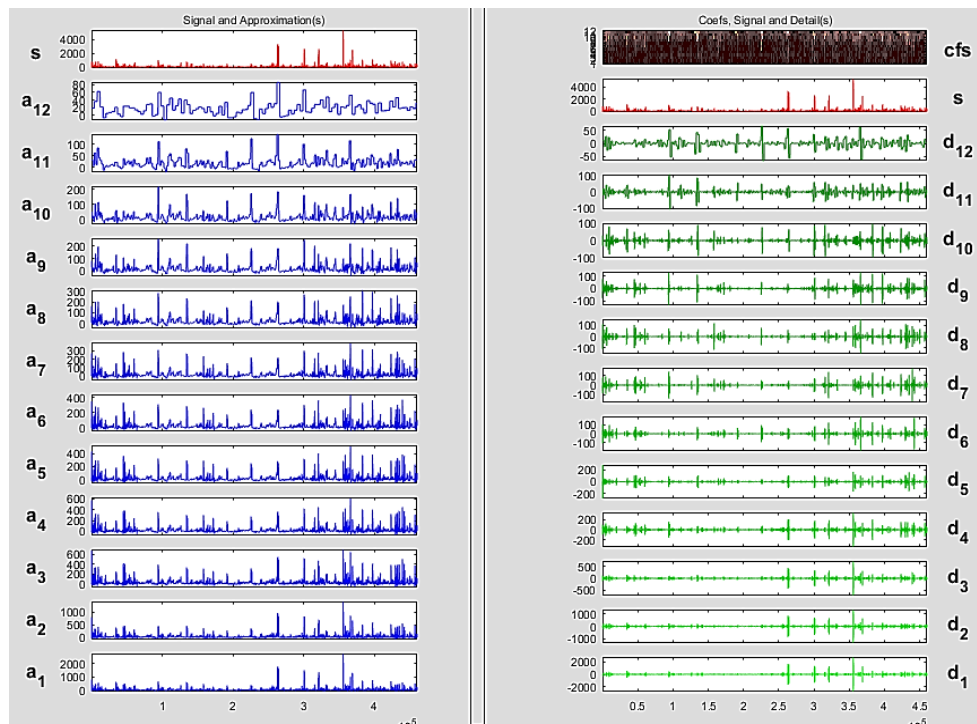 Signal and Approximation(s)
s
4000
2000
0
a12
80
60
40
20
0
a11
100
50
0
a10
200
100
0
a9
200
100
0
a8
300
200
100
0
a7
300
200
100
0
a6
400
200
0
a5
400
200
0
a4
600
400
200
0
a3
600
400
200
0
a2
1000
500
0
a1
2000
1000
0
1 2 3 4
Coefs, Signal and Detail(s)
cfs
s
4000
2000
0
d12
50
0
-50
d11
100
0
-100
d10
100
0
-100
d9
100
0
-100
d8
100
0
-100
d7
100
0
-100
d6
100
0
-100
d5
200
0
-200
d4
200
0
-200
d3
500
0
-500
d2
1000
0
-1000
d1
2000
0
-2000
0.5 1 1.5 2 2.5 3 3.5 4 4.5